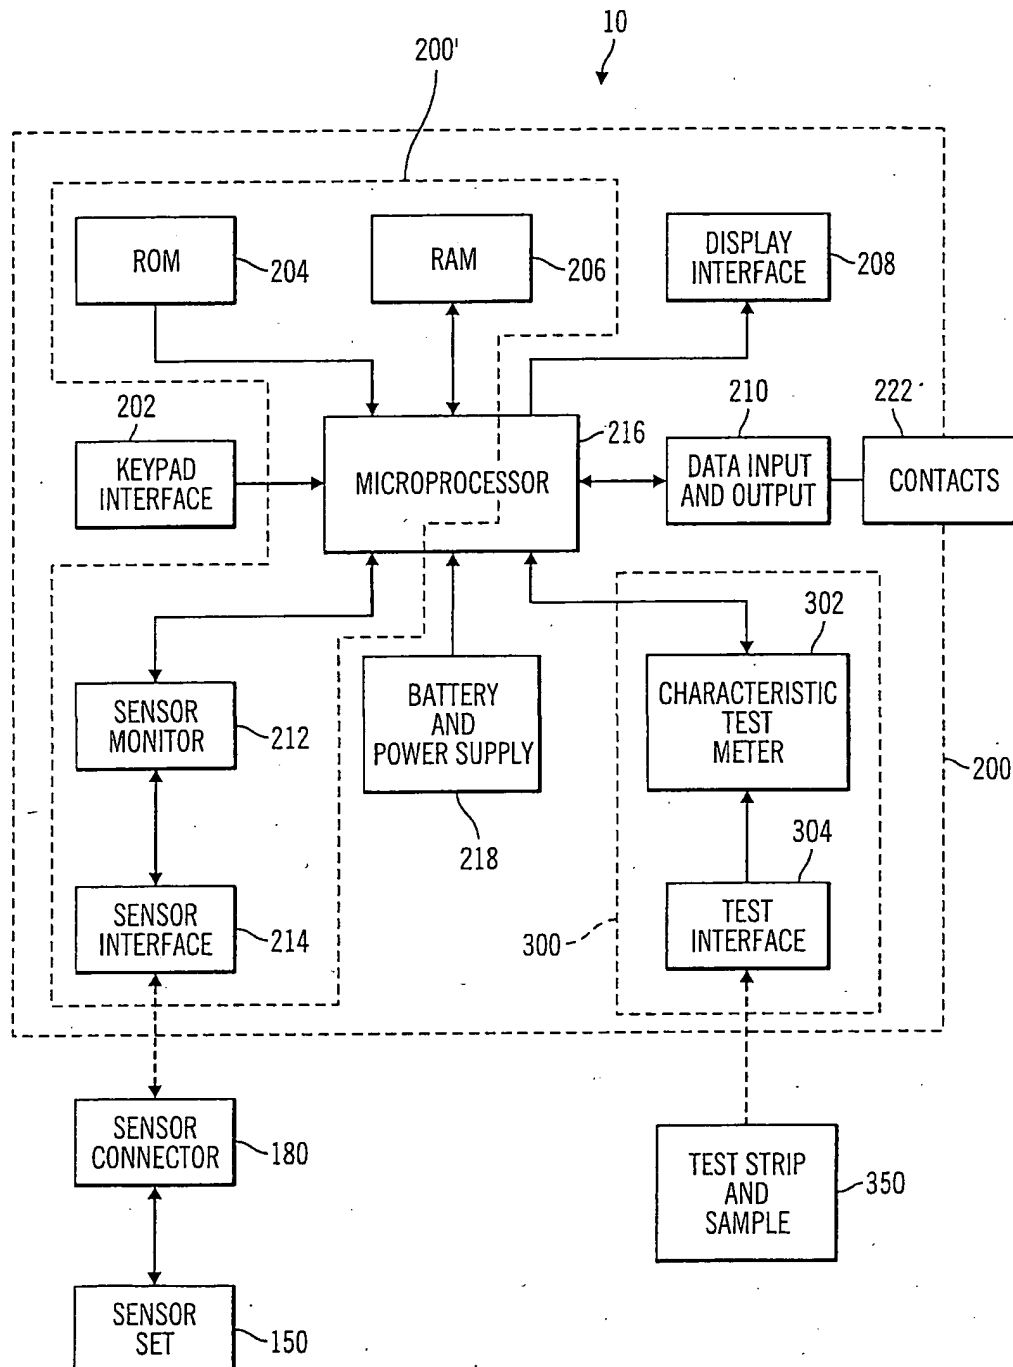 10
200'
ROM
204
RAM
206
DISPLAY
INTERFACE
208
202
KEYPAD
INTERFACE
MICROPROCESSOR
216
210
DATA INPUT
AND OUTPUT
222
CONTACTS
SENSOR
MONITOR
212
BATTERY
AND
POWER SUPPLY
218
302
CHARACTERISTIC
TEST
METER
200
304
TEST
INTERFACE
300
SENSOR
INTERFACE
214
SENSOR
CONNECTOR
180
TEST STRIP
AND
SAMPLE
350
SENSOR
SET
150